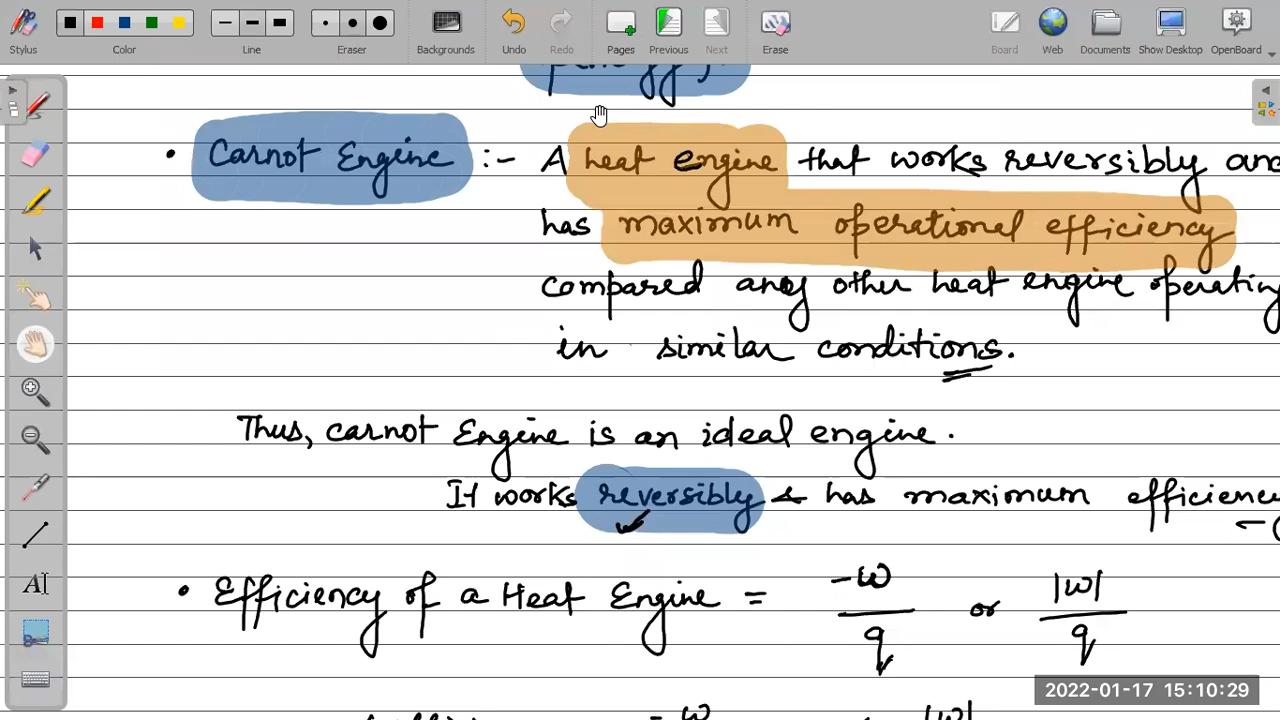 Stylus Color Line Eraser Backgrounds Undo Redo Pages Previous Next Erase Board Web Documents Show Desktop OpenBoard
• Carnot Engine :- A heat engine that works reversibly and
has maximum operational efficiency
compared any other heat engine operating
in similar conditions.
Thus, carnot Engine is an ideal engine.
It works reversibly & has maximum efficiency
• Efficiency of a Heat Engine = -w/q or |w|/q
2022-01-17 15:10:29